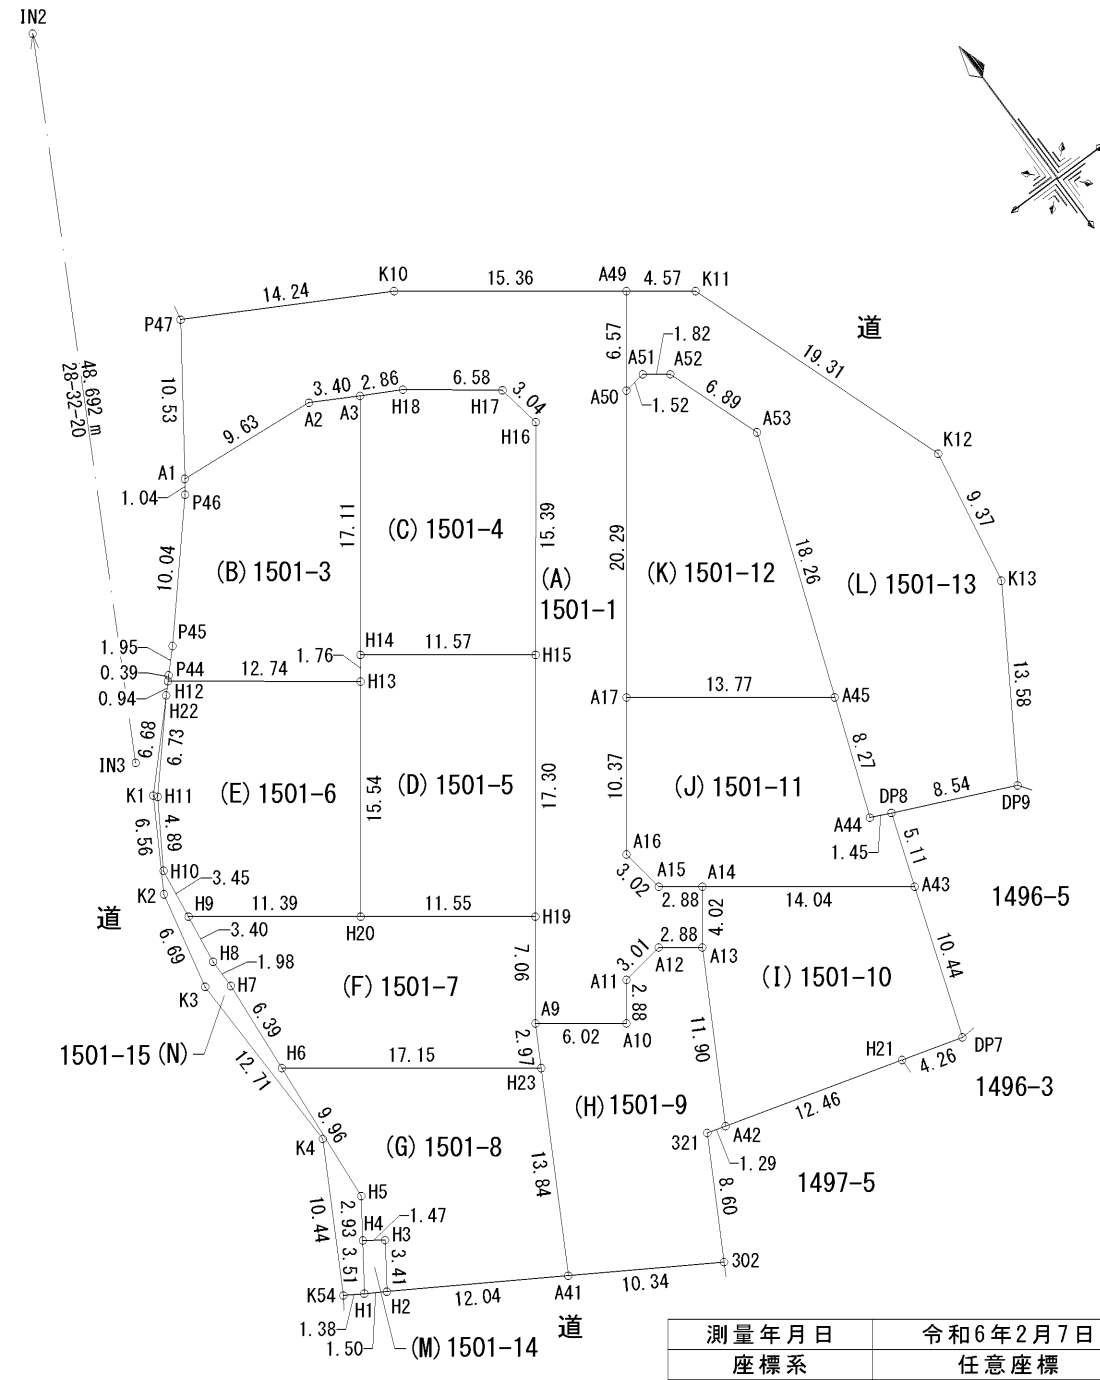 IN2
48.692 m
28-32-20
K10
15.36
A49
4.57
K11
14.24
P47
道
1.82
6.57
A51
A52
19.31
3.40
2.86
6.58
A50
1.52
6.89
A2
A3
H18
H17
3.04
A53
10.53
H16
9.63
K12
A1
1.04
P46
9.37
(C) 1501-4
17.11
15.39
20.29
18.26
10.04
(B) 1501-3
(A)
1501-1
(K) 1501-12
(L) 1501-13
K13
P45
1.95
H14
11.57
H15
1.76
P44
0.39
12.74
H13
0.94
H12
H22
A17
13.77
A45
13.58
9.68
6.73
IN3
(D) 1501-5
17.30
10.37
8.27
(J) 1501-11
K1
H11
(E) 1501-6
15.54
DP8
8.54
DP9
A44
1.45
6.56
4.89
A16
5.11
H10
3.45
3.02
A15
A14
K2
2.88
14.04
A43
1496-5
道
H9
11.39
11.55
H19
H20
3.40
4.02
6.69
H8
1.98
7.06
2.88
A12
A13
3.01
10.44
A11
H7
(F) 1501-7
(I) 1501-10
K3
2.88
A9
6.02
A10
11.90
6.39
1501-15 (N)
2.97
H21
DP7
H6
17.15
H23
4.26
1496-3
12.71
(H) 1501-9
12.46
9.96
A42
321
1.29
K4
(G) 1501-8
13.84
1497-5
8.60
H5
10.44
2.93
H4
1.47
H3
3.51
3.41
302
K54
H1
H2
12.04
A41
10.34
1.38
1.50
(M) 1501-14
道
測量年月日 令和6年2月7日
座標系 任意座標